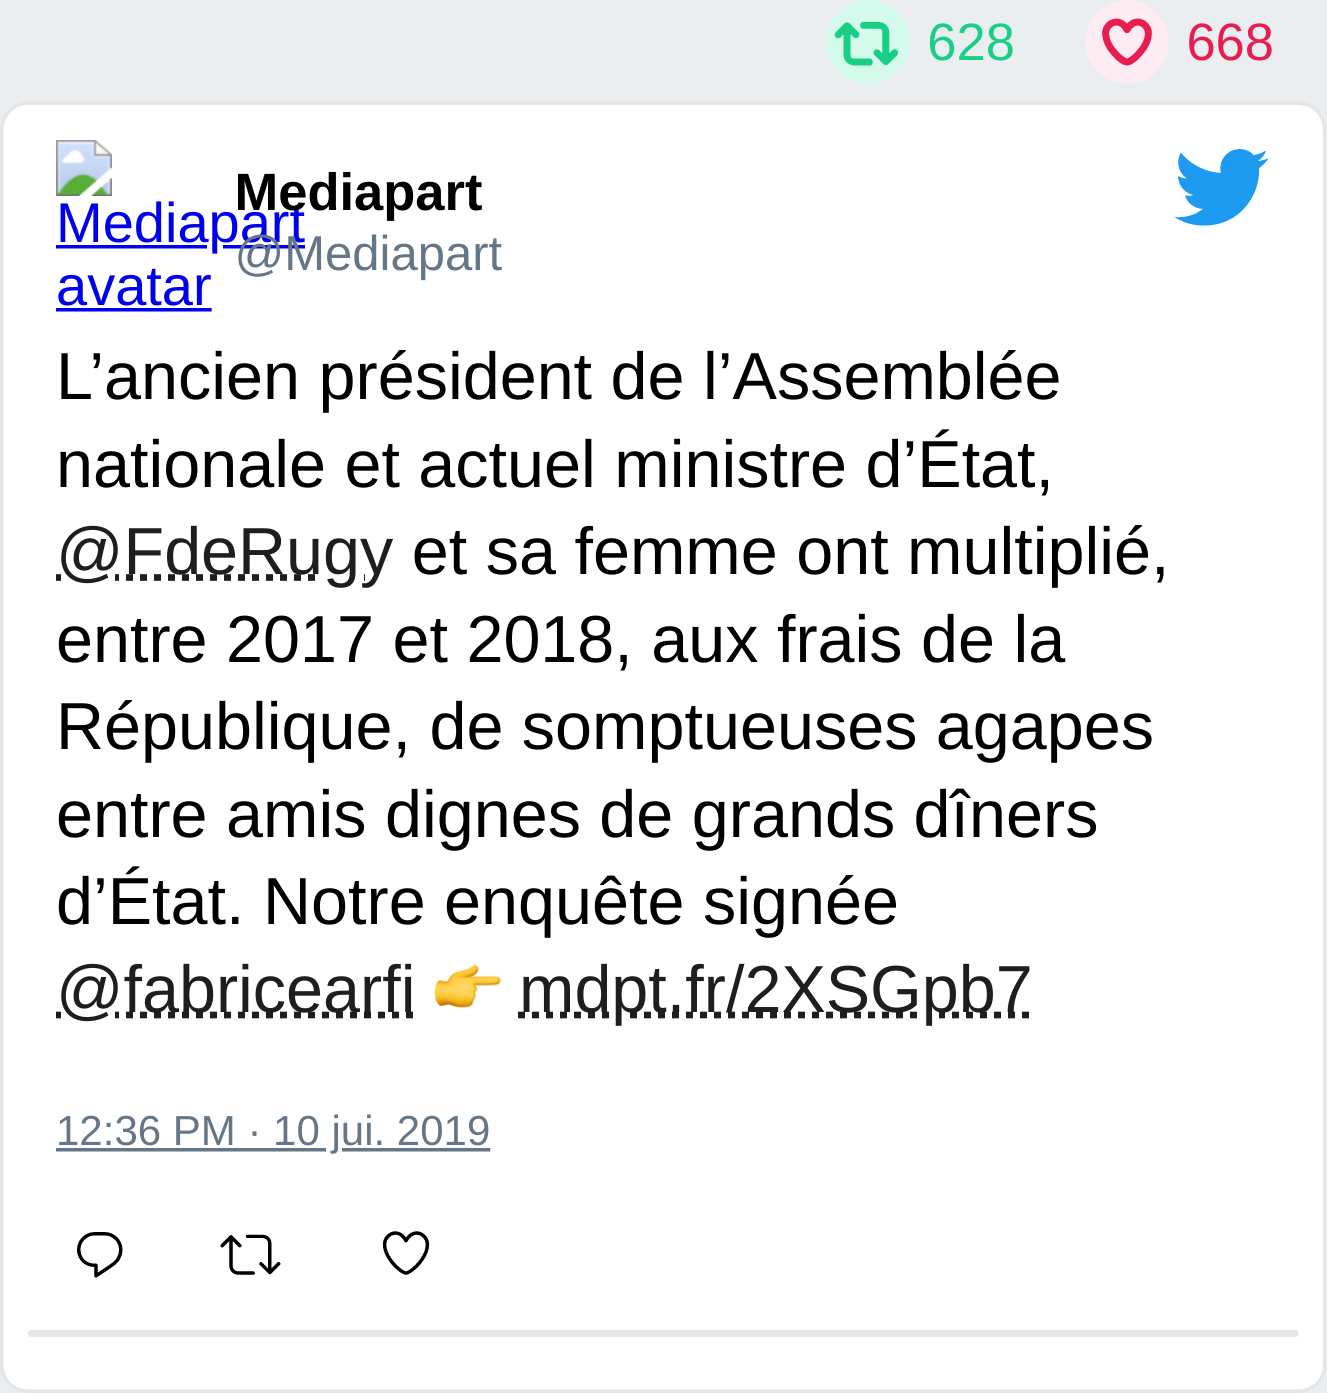 628 668
Mediapart
@Mediapart
Mediapart
avatar
L’ancien président de l’Assemblée
nationale et actuel ministre d’État,
@FdeRugy et sa femme ont multiplié,
entre 2017 et 2018, aux frais de la
République, de somptueuses agapes
entre amis dignes de grands dîners
d’État. Notre enquête signée
@fabricearfi 👉 mdpt.fr/2XSGpb7
12:36 PM · 10 jui. 2019